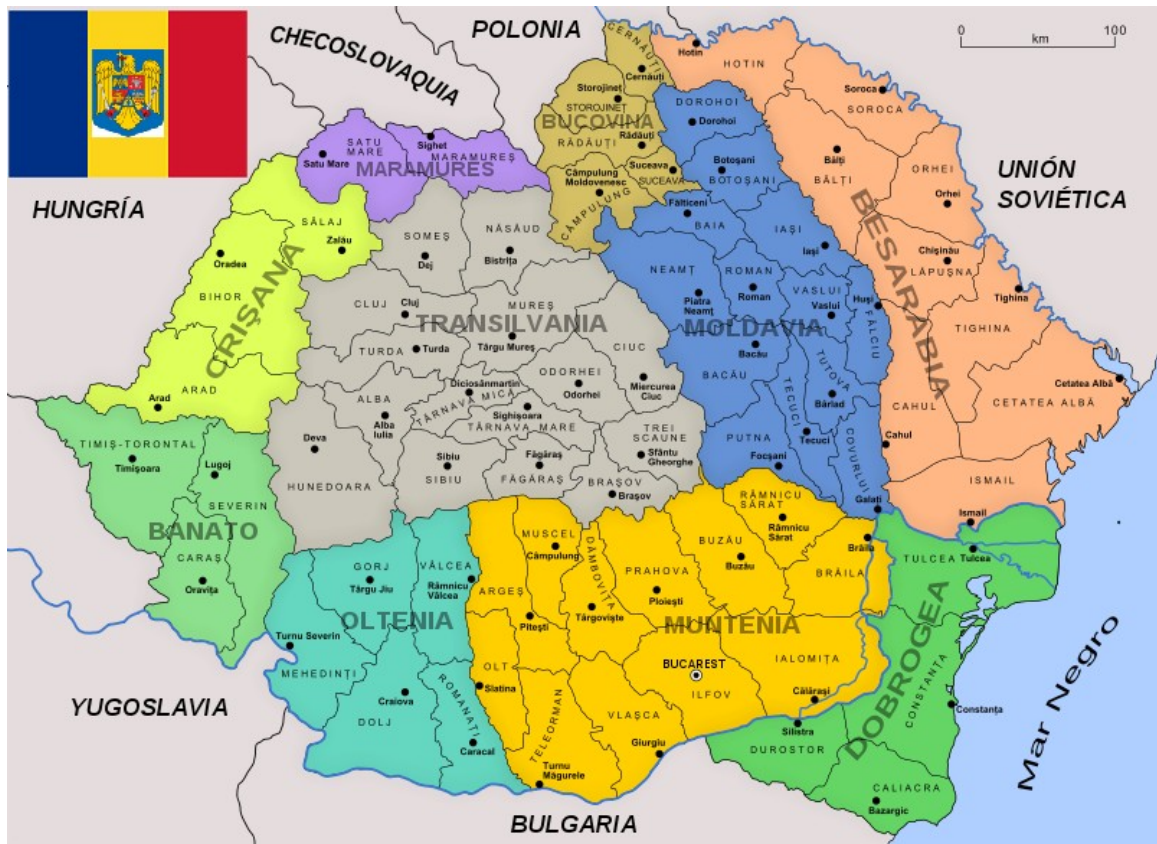 POLONIA
CHECOSLOVAQUIA
HUNGRÍA
UNIÓN
SOVIÉTICA
YUGOSLAVIA
BULGARIA
Mar Negro
0 100
km
MARAMUREŞ
SATU
MARE
Satu Mare
Sighet
MARAMUREȘ
BUCOVINA
CERNĂUȚI
Cernăuți
Storojineț
STOROJINEȚ
RĂDĂUȚI
Rădăuți
Suceava
SUCEAVA
Câmpulung
Moldovenesc
CÂMPULUNG
BESARABIA
Hotin
HOTIN
Soroca
SOROCA
Bălți
BĂLȚI
ORHEI
Orhei
Chișinău
LĂPUȘNA
Tighina
TIGHINA
Cetatea Albă
CETATEA ALBĂ
CAHUL
Cahul
ISMAIL
Ismail
MOLDAVIA
DOROHOI
Dorohoi
Botoșani
BOTOȘANI
Fălticeni
BAIA
IAȘI
Iași
NEAMȚ
Piatra
Neamț
ROMAN
Roman
VASLUI
Vaslui
Huși
FĂLCIU
Bacău
BACĂU
TUTOVA
Bârlad
TECUCI
Tecuci
COVURLUI
Galați
PUTNA
Focșani
CRIŞANA
SĂLAJ
Zalău
Oradea
BIHOR
ARAD
Arad
TRANSILVANIA
SOMEȘ
Dej
NĂSĂUD
Bistrița
CLUJ
Cluj
MUREȘ
Târgu Mureș
TURDA
Turda
CIUC
Miercurea
Ciuc
ODORHEI
Odorhei
ALBA
Alba
Iulia
Diciosânmartin
TÂRNAVA MICĂ
Sighișoara
TÂRNAVA MARE
TREI
SCAUNE
Sfântu
Gheorghe
Deva
HUNEDOARA
Sibiu
SIBIU
Făgăraș
FĂGĂRAȘ
BRAȘOV
Brașov
BANATO
TIMIȘ-TORONTAL
Timișoara
Lugoj
SEVERIN
CARAȘ
Oravița
OLTENIA
GORJ
Târgu Jiu
VÂLCEA
Râmnicu
Vâlcea
Turnu Severin
MEHEDINȚI
Craiova
DOLJ
ROMANAȚI
Caracal
MUNTENIA
MUSCEL
Câmpulung
ARGEȘ
Pitești
DÂMBOVIȚA
Târgoviște
PRAHOVA
Ploiești
BUZĂU
Buzău
RÂMNICU
SĂRAT
Râmnicu
Sărat
Brăila
BRĂILA
OLT
Slatina
TELEORMAN
Turnu
Măgurele
VLAȘCA
Giurgiu
BUCAREST
ILFOV
IALOMIȚA
Călărași
DOBROGEA
TULCEA
Tulcea
CONSTANȚA
Constanța
Silistra
DUROSTOR
CALIACRA
Bazargic